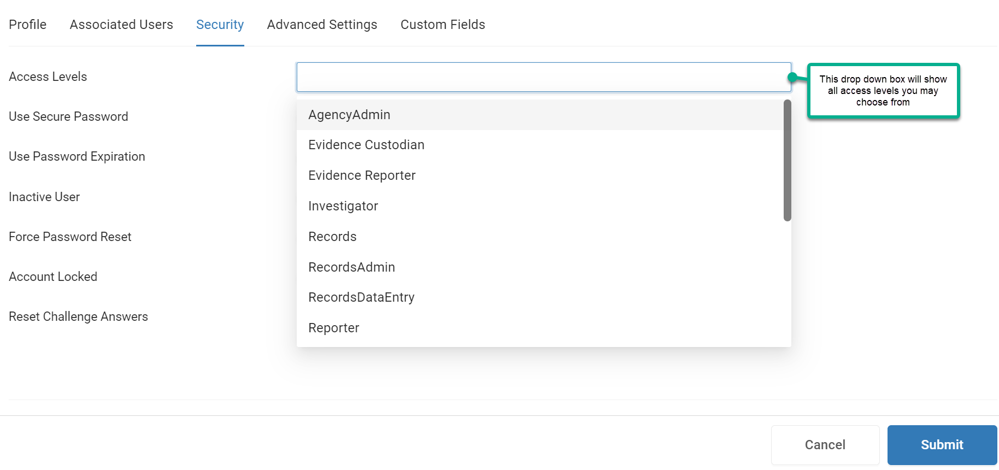 Profile Associated Users Security Advanced Settings Custom Fields
Access Levels
This drop down box will show
all access levels you may
choose from
AgencyAdmin
Use Secure Password
Evidence Custodian
Use Password Expiration
Evidence Reporter
Inactive User
Investigator
Force Password Reset
Records
RecordsAdmin
Account Locked
RecordsDataEntry
Reset Challenge Answers
Reporter
Cancel Submit